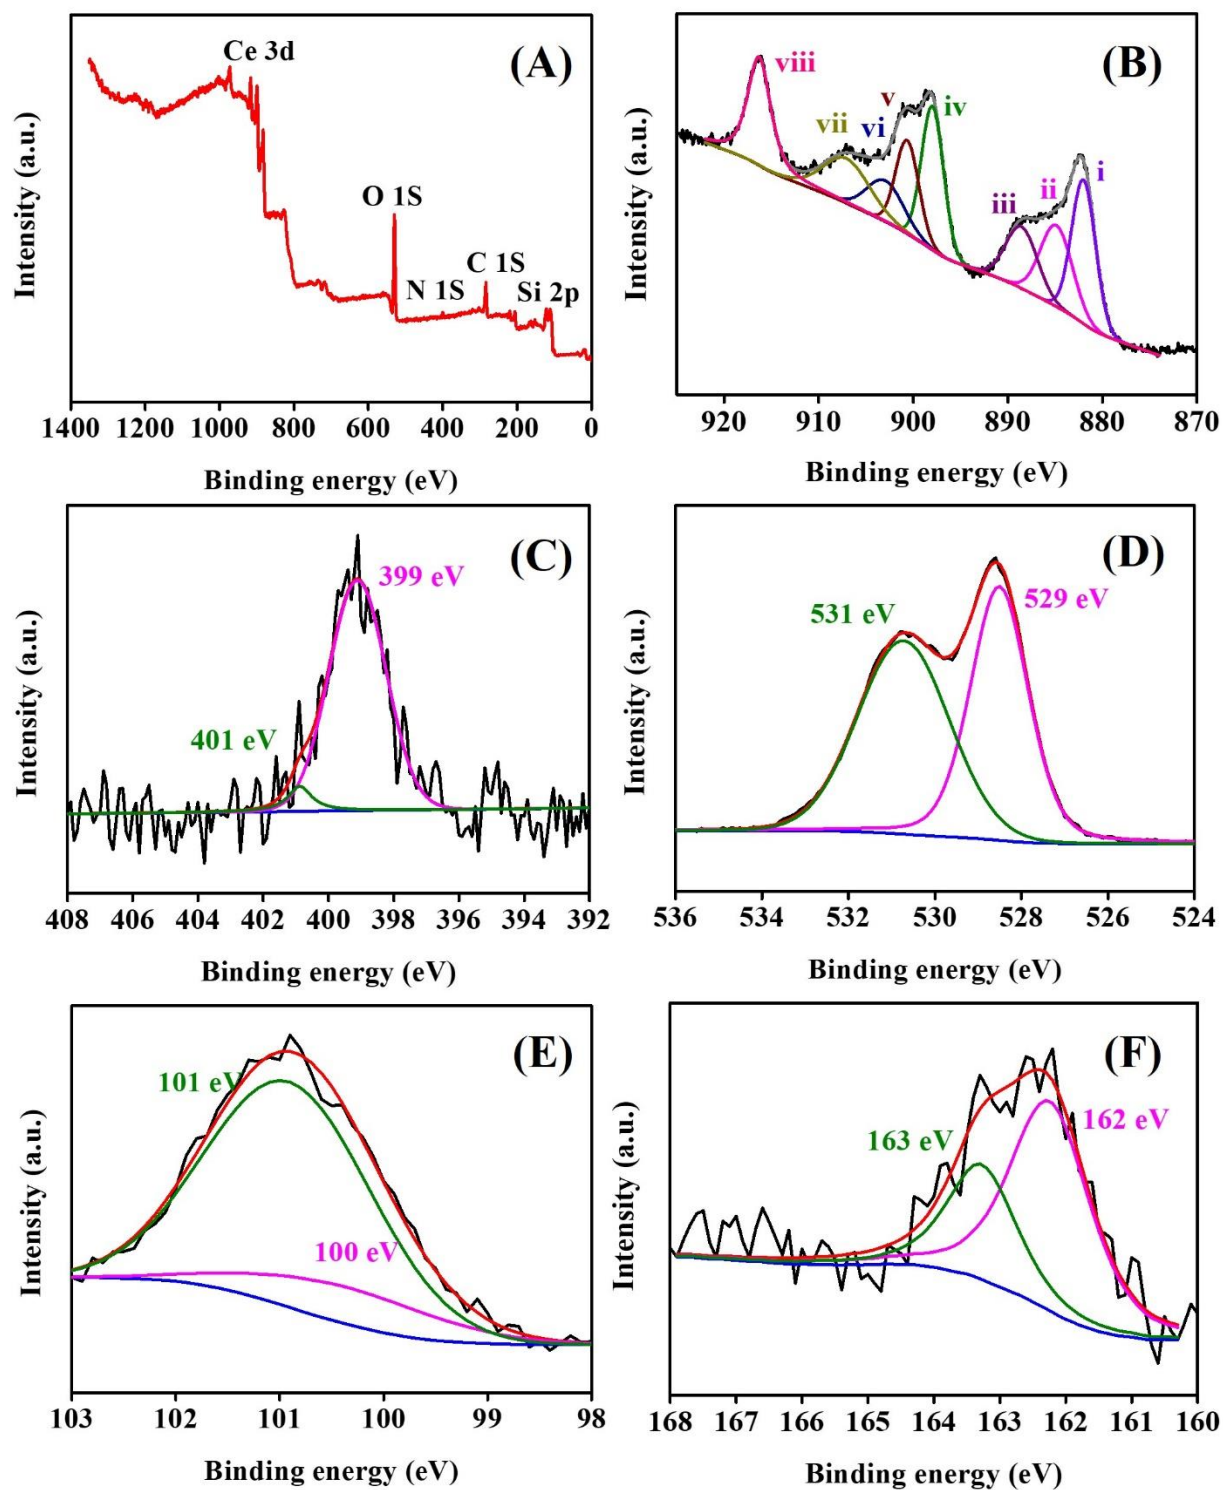 (A)
Ce 3d
O 1S
N 1S
C 1S
Si 2p
Intensity (a.u.)
1400 1200 1000 800 600 400 200 0
Binding energy (eV)
(B)
viii
vii
vi
v
iv
iii
ii
i
Intensity (a.u.)
920 910 900 890 880 870
Binding energy (eV)
(C)
399 eV
401 eV
Intensity (a.u.)
408 406 404 402 400 398 396 394 392
Binding energy (eV)
(D)
529 eV
531 eV
Intensity (a.u.)
536 534 532 530 528 526 524
Binding energy (eV)
(E)
101 eV
100 eV
Intensity (a.u.)
103 102 101 100 99 98
Binding energy (eV)
(F)
162 eV
163 eV
Intensity (a.u.)
168 167 166 165 164 163 162 161 160
Binding energy (eV)